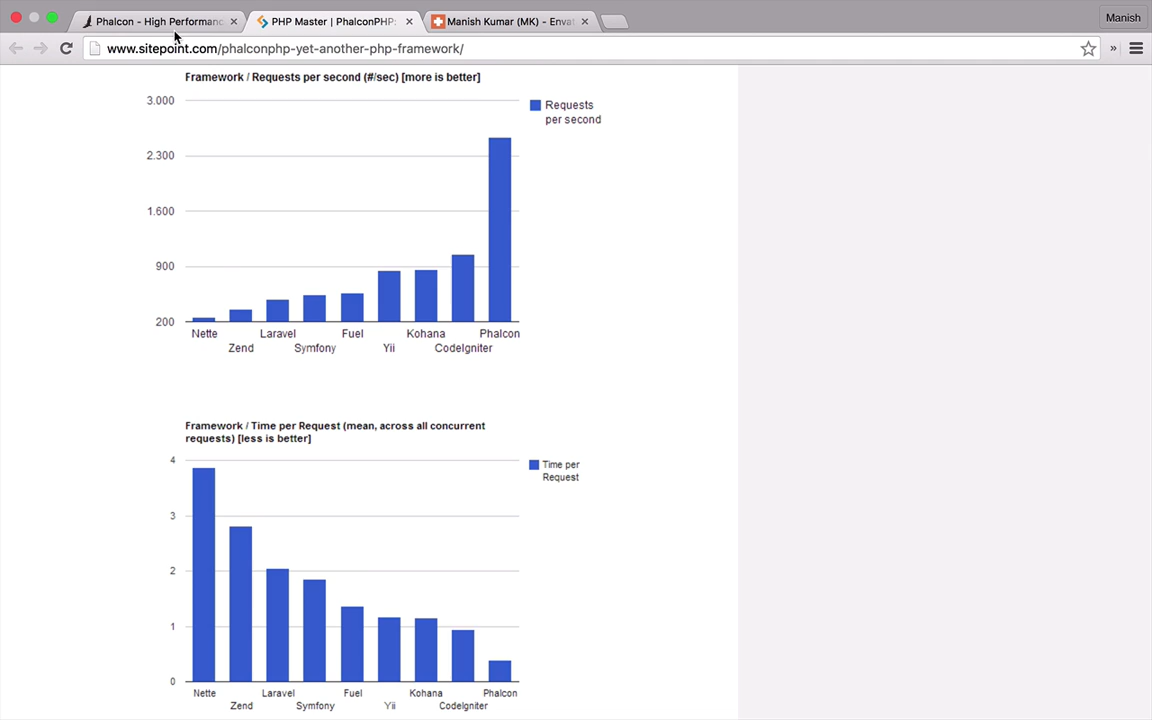 Phalcon - High Performanc
PHP Master | PhalconPHP:
Manish Kumar (MK) - Envat
Manish
www.sitepoint.com/phalconphp-yet-another-php-framework/
»
Framework / Requests per second (#/sec) [more is better]
3.000
2.300
1.600
900
200
Requests
per second
Nette
Laravel
Fuel
Kohana
Phalcon
Zend
Symfony
Yii
CodeIgniter
Framework / Time per Request (mean, across all concurrent
requests) [less is better]
4
3
2
1
0
Time per
Request
Nette
Laravel
Fuel
Kohana
Phalcon
Zend
Symfony
Yii
CodeIgniter